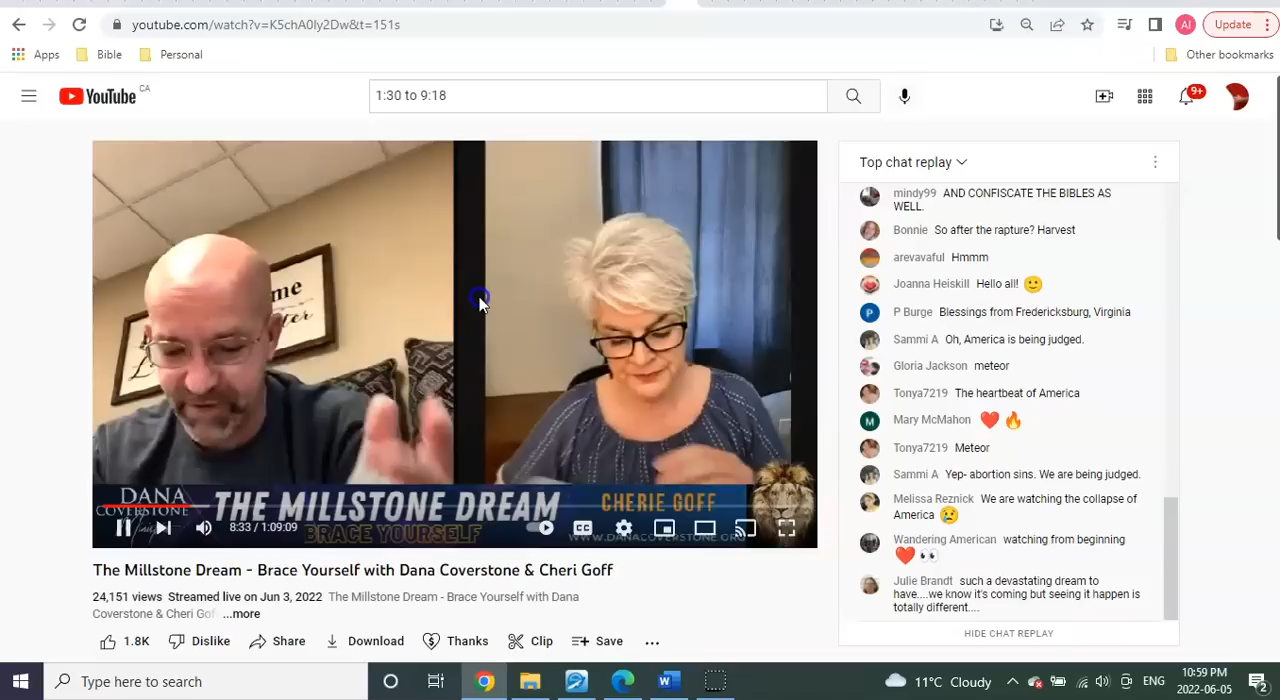 youtube.com/watch?v=K5chA0ly2Dw&t=151s
Update
Apps Bible Personal Other bookmarks
YouTube CA
1:30 to 9:18
9+
Top chat replay
mindy99 AND CONFISCATE THE BIBLES AS
WELL.
Bonnie So after the rapture? Harvest
arevavaful Hmmm
Joanna Heiskill Hello all! 🙂
P Burge Blessings from Fredericksburg, Virginia
Sammi A Oh, America is being judged.
Gloria Jackson meteor
Tonya7219 The heartbeat of America
Mary McMahon ❤️🔥
Tonya7219 Meteor
Sammi A Yep- abortion sins. We are being judged.
Melissa Reznick We are watching the collapse of
America 😢
Wandering American watching from beginning
❤️👀
Julie Brandt such a devastating dream to
have....we know it's coming but seeing it happen is
totally different....
HIDE CHAT REPLAY
me
DANA
COVERSTONE
THE MILLSTONE DREAM
CHERIE GOFF
8:33 / 1:09:09
BRACE YOURSELF
WWW.DANACOVERSTONE.ORG
CC
The Millstone Dream - Brace Yourself with Dana Coverstone & Cheri Goff
24,151 views Streamed live on Jun 3, 2022 The Millstone Dream - Brace Yourself with Dana
Coverstone & Cheri Gof ...more
1.8K Dislike Share Download Thanks Clip Save ...
Type here to search
11°C Cloudy
ENG
10:59 PM
2022-06-05
2